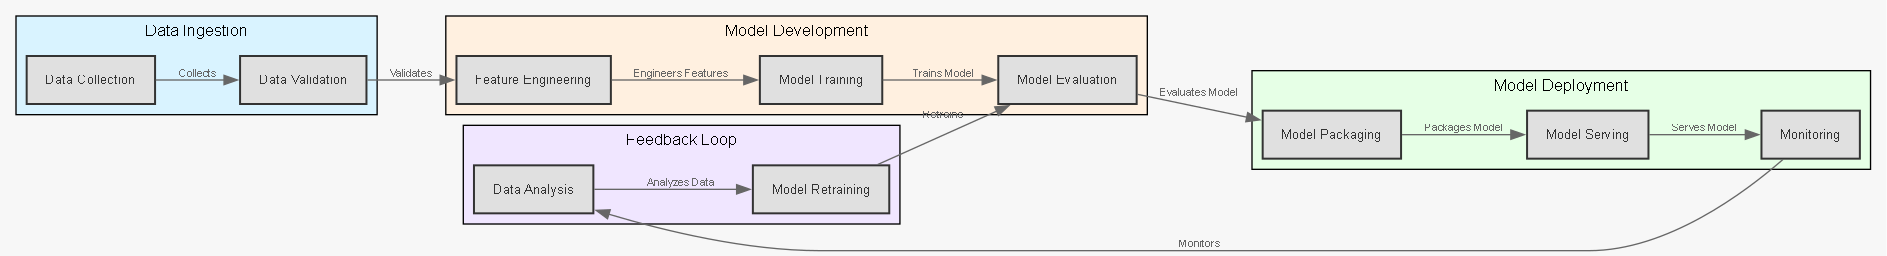 Data Ingestion
Data Collection
Collects
Data Validation
Validates
Model Development
Feature Engineering
Engineers Features
Model Training
Trains Model
Model Evaluation
Evaluates Model
Model Deployment
Model Packaging
Packages Model
Model Serving
Serves Model
Monitoring
Feedback Loop
Data Analysis
Analyzes Data
Model Retraining
Retrains
Monitors